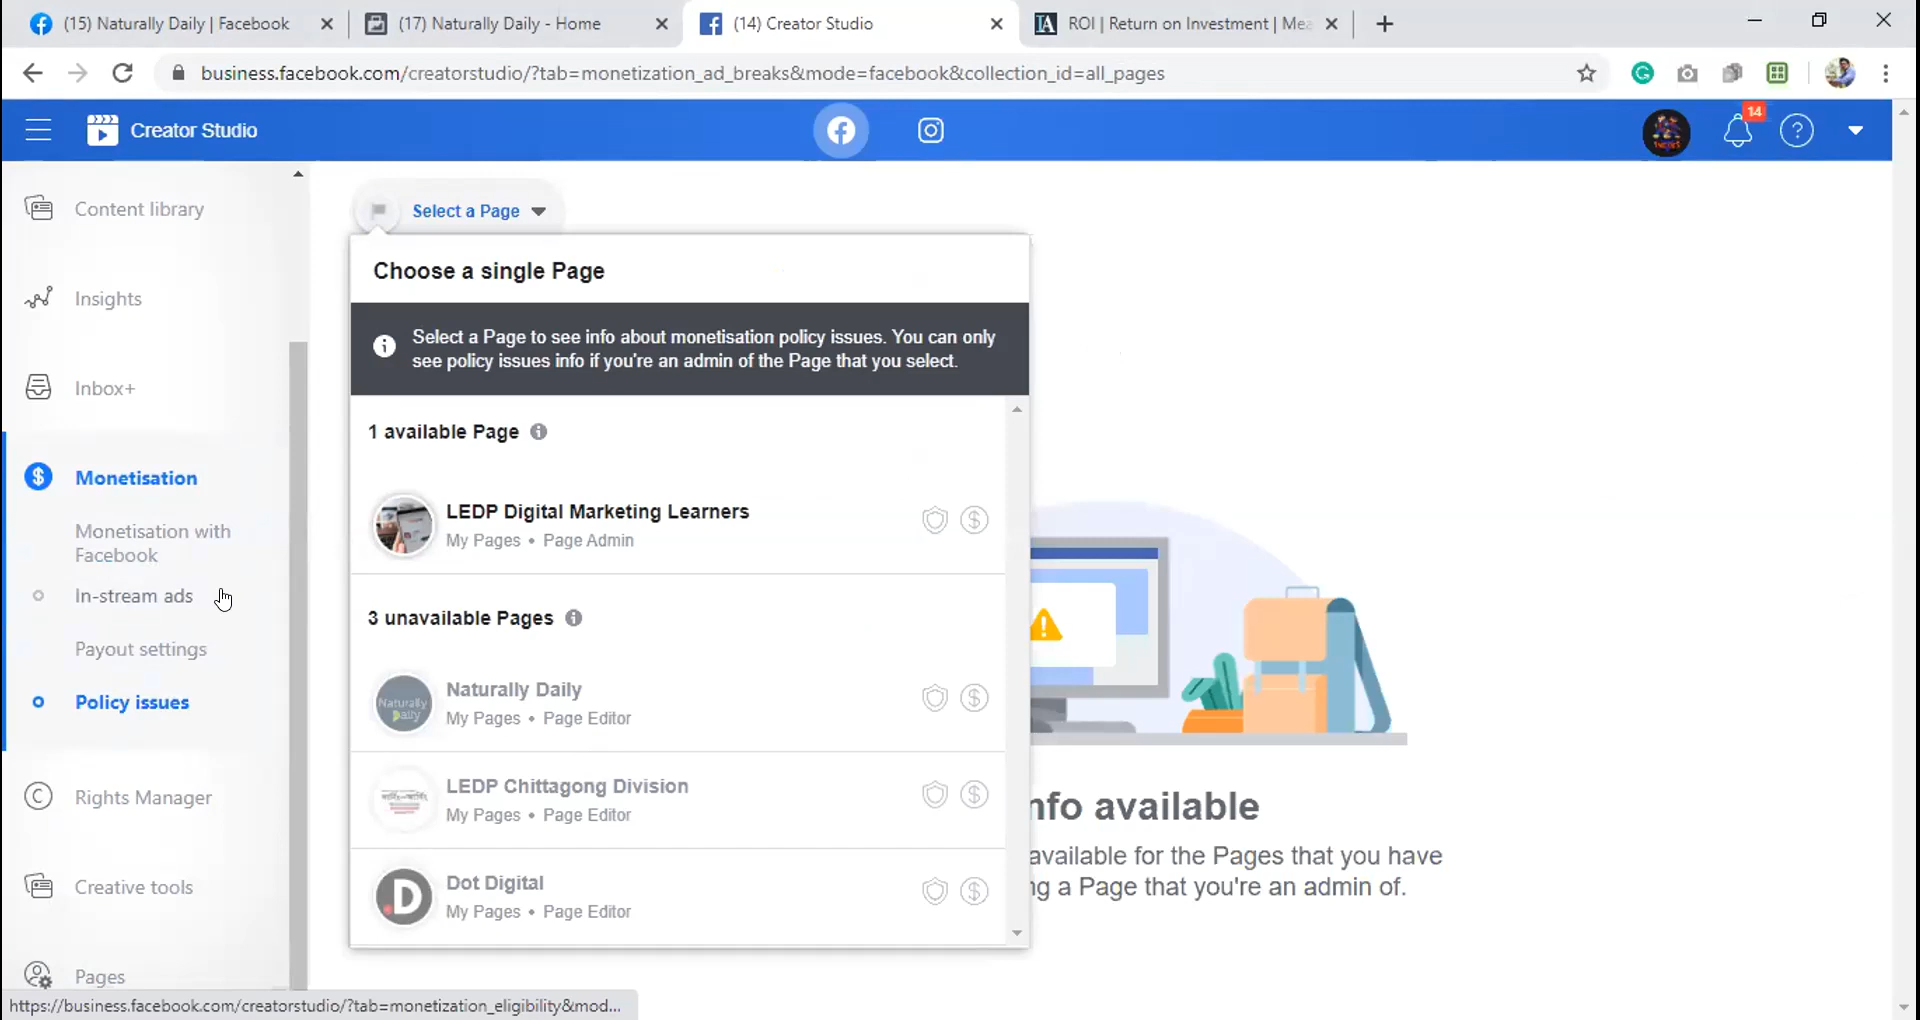 (15) Naturally Daily | Facebook
(17) Naturally Daily - Home
(14) Creator Studio
ROI | Return on Investment | Mea
business.facebook.com/creatorstudio/?tab=monetization_ad_breaks&mode=facebook&collection_id=all_pages
Creator Studio
14
Content library
Insights
Inbox+
Monetisation
Monetisation with
Facebook
In-stream ads
Payout settings
Policy issues
Rights Manager
Creative tools
Pages
Select a Page
Choose a single Page
Select a Page to see info about monetisation policy issues. You can only
see policy issues info if you're an admin of the Page that you select.
1 available Page
LEDP Digital Marketing Learners
My Pages • Page Admin
3 unavailable Pages
Naturally Daily
Naturally
Daily
My Pages • Page Editor
LEDP Chittagong Division
My Pages • Page Editor
D
Dot Digital
My Pages • Page Editor
nfo available
available for the Pages that you have
ng a Page that you're an admin of.
https://business.facebook.com/creatorstudio/?tab=monetization_eligibility&mod...